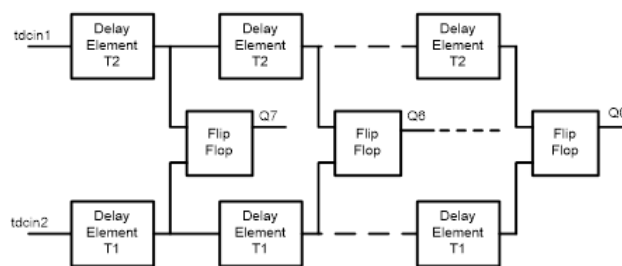 tdcin1
Delay
Element
T2
Delay
Element
T2
Delay
Element
T2
Flip
Flop
Q7
Flip
Flop
Q6
Flip
Flop
Q0
tdcin2
Delay
Element
T1
Delay
Element
T1
Delay
Element
T1